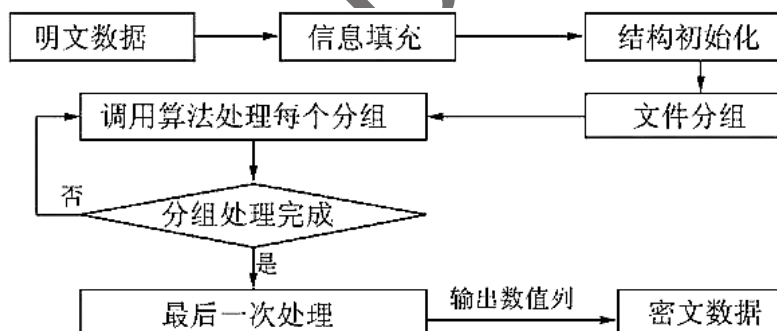 明文数据
信息填充
结构初始化
调用算法处理每个分组
文件分组
否
分组处理完成
是
最后一次处理
输出数值列
密文数据